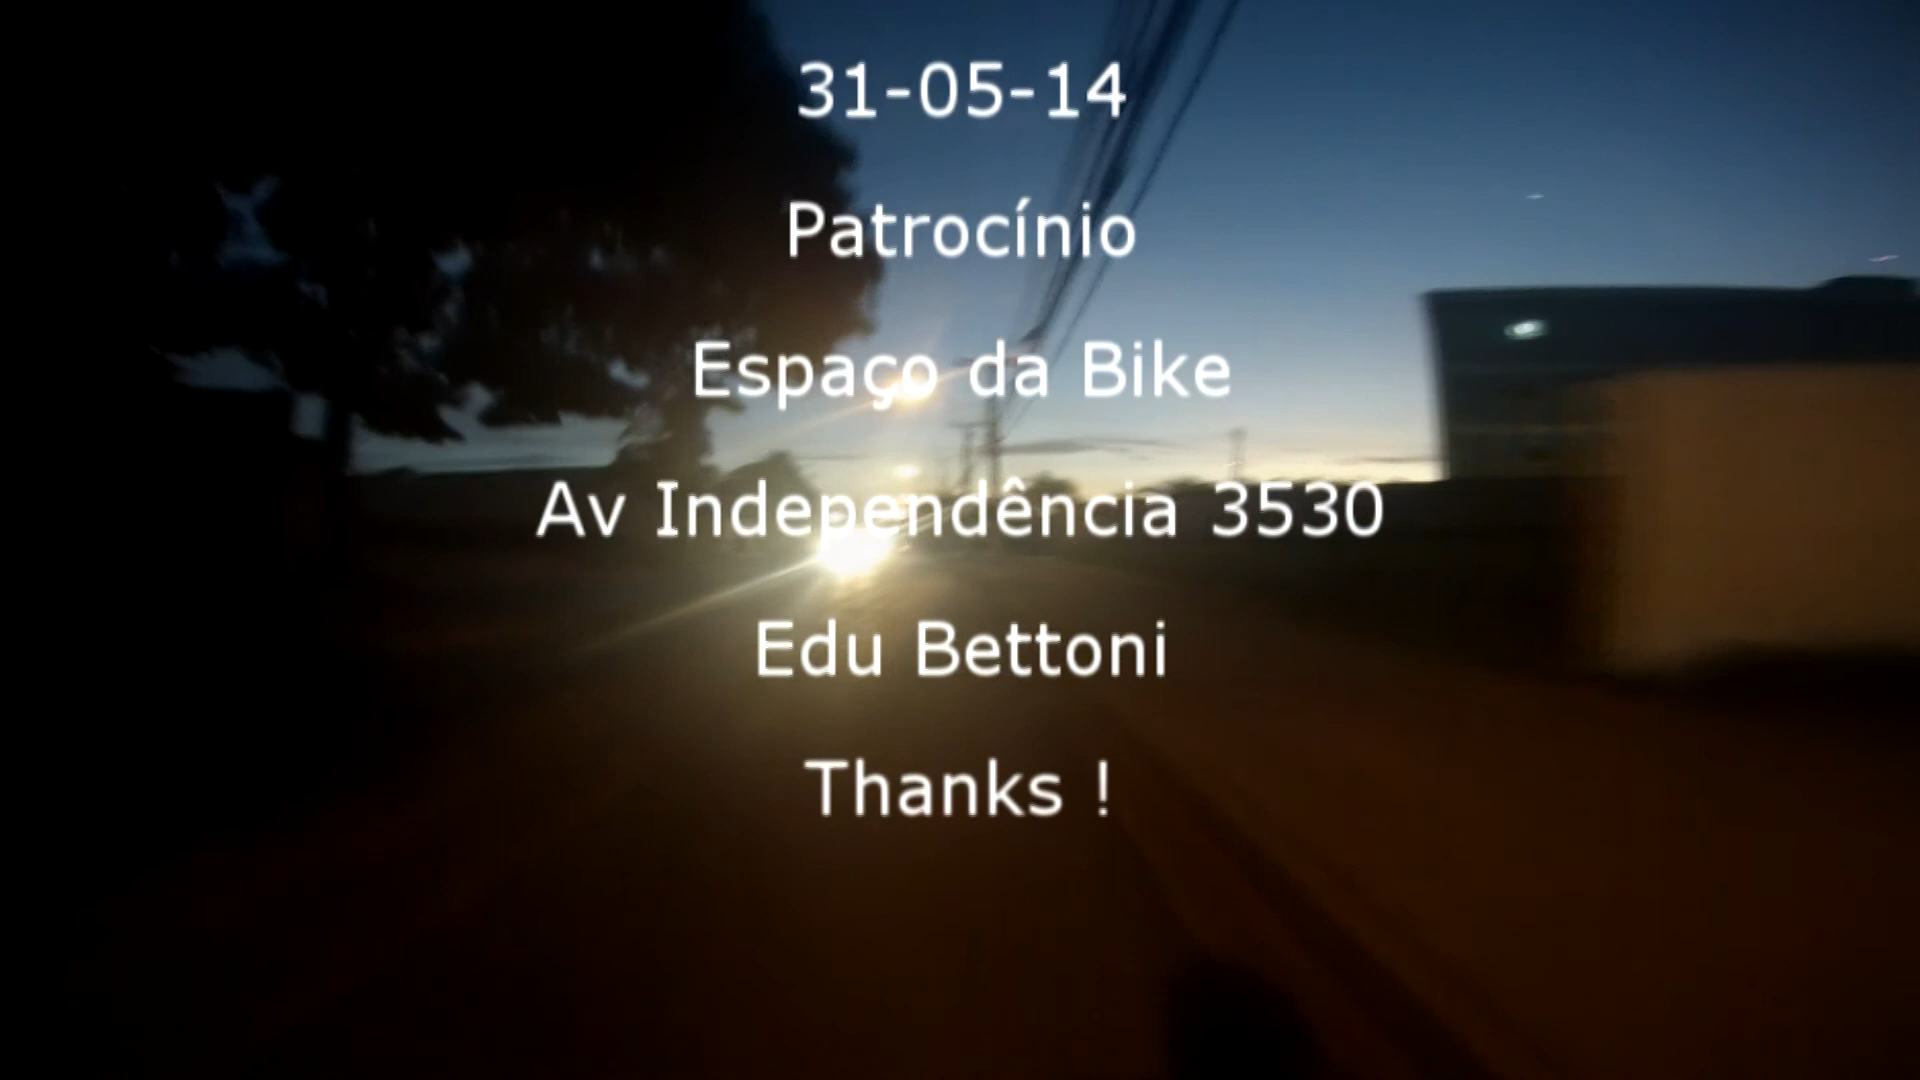 31-05-14
Patrocínio
Espaço da Bike
Av Independência 3530
Edu Bettoni
Thanks !